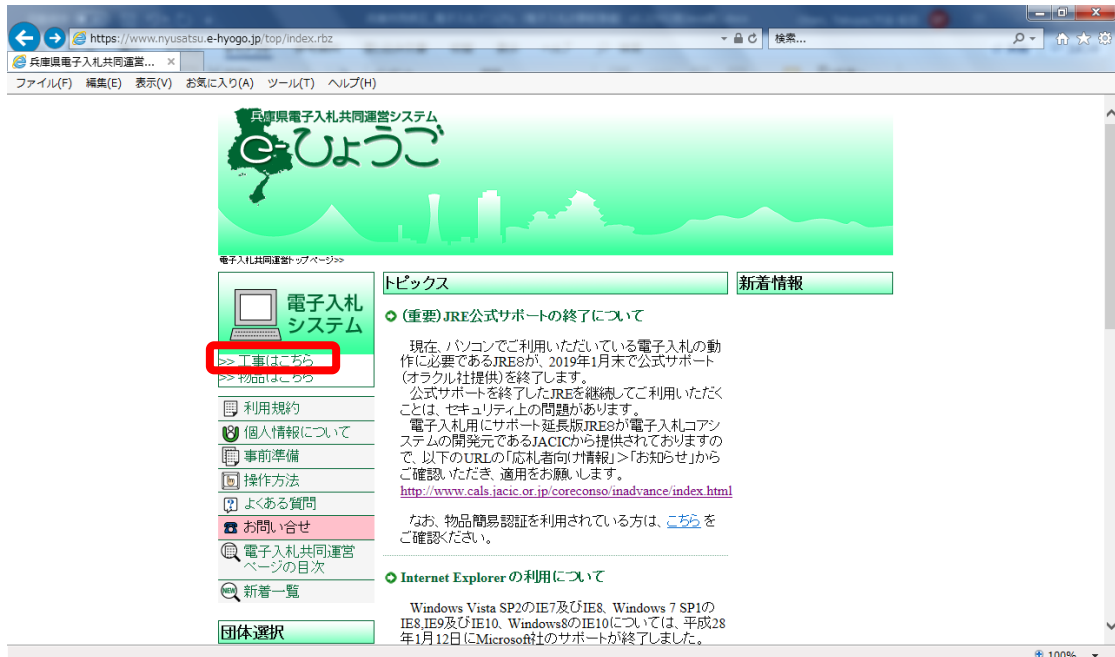 https://www.nyusatsu.e-hyogo.jp/top/index.rbz
検索...
兵庫県電子入札共同運営...
ファイル(F) 編集(E) 表示(V) お気に入り(A) ツール(T) ヘルプ(H)
兵庫県電子入札共同運営システム
e-ひょうご
電子入札共同運営トップページ>>
電子入札
システム
>> 工事はこちら
>> 物品はこちら
利用規約
個人情報について
事前準備
操作方法
よくある質問
お問い合せ
電子入札共同運営
ページの目次
NEW
新着一覧
団体選択
トピックス
(重要)JRE公式サポートの終了について
現在、パソコンでご利用いただいている電子入札の動
作に必要であるJRE8が、2019年1月末で公式サポート
(オラクル社提供)を終了します。
公式サポートを終了したJREを継続してご利用いただく
ことは、セキュリティ上の問題があります。
電子入札用にサポート延長版JRE8が電子入札コアシ
ステムの開発元であるJACICから提供されておりますの
で、以下のURLの「応札者向け情報」>「お知らせ」から
ご確認いただき、適用をお願いします。
http://www.cals.jacic.or.jp/coreconso/inadvance/index.html
なお、物品簡易認証を利用されている方は、こちら を
ご確認ください。
Internet Explorer の利用について
Windows Vista SP2のIE7及びIE8、Windows 7 SP1の
IE8,IE9及びIE10、Windows8のIE10については、平成28
年1月12日にMicrosoft社のサポートが終了しました。
新着情報
100%